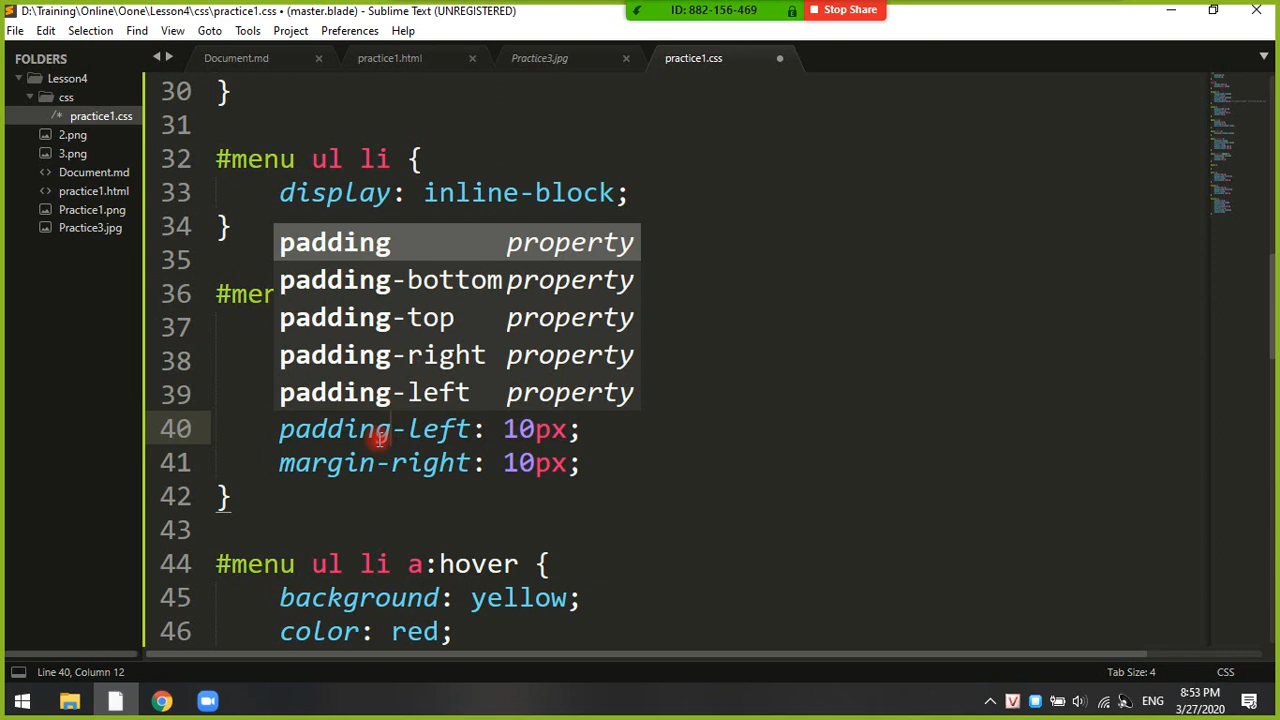 D:\Training\Online\Oone\Lesson4\css\practice1.css • (master.blade) - Sublime Text (UNREGISTERED)
ID: 882-156-469
Stop Share
File Edit Selection Find View Goto Tools Project Preferences Help
FOLDERS
Lesson4
css
/* practice1.css
2.png
3.png
Document.md
practice1.html
Practice1.png
Practice3.jpg
Document.md
practice1.html
Practice3.jpg
practice1.css
30 }
31
32 #menu ul li {
33 display: inline-block;
34 }
35
36 #men
37
38
39
40 padding-left: 10px;
41 margin-right: 10px;
42 }
43
44 #menu ul li a:hover {
45 background: yellow;
46 color: red;
padding property
padding-bottom property
padding-top property
padding-right property
padding-left property
Line 40, Column 12
Tab Size: 4
CSS
ENG
8:53 PM
3/27/2020